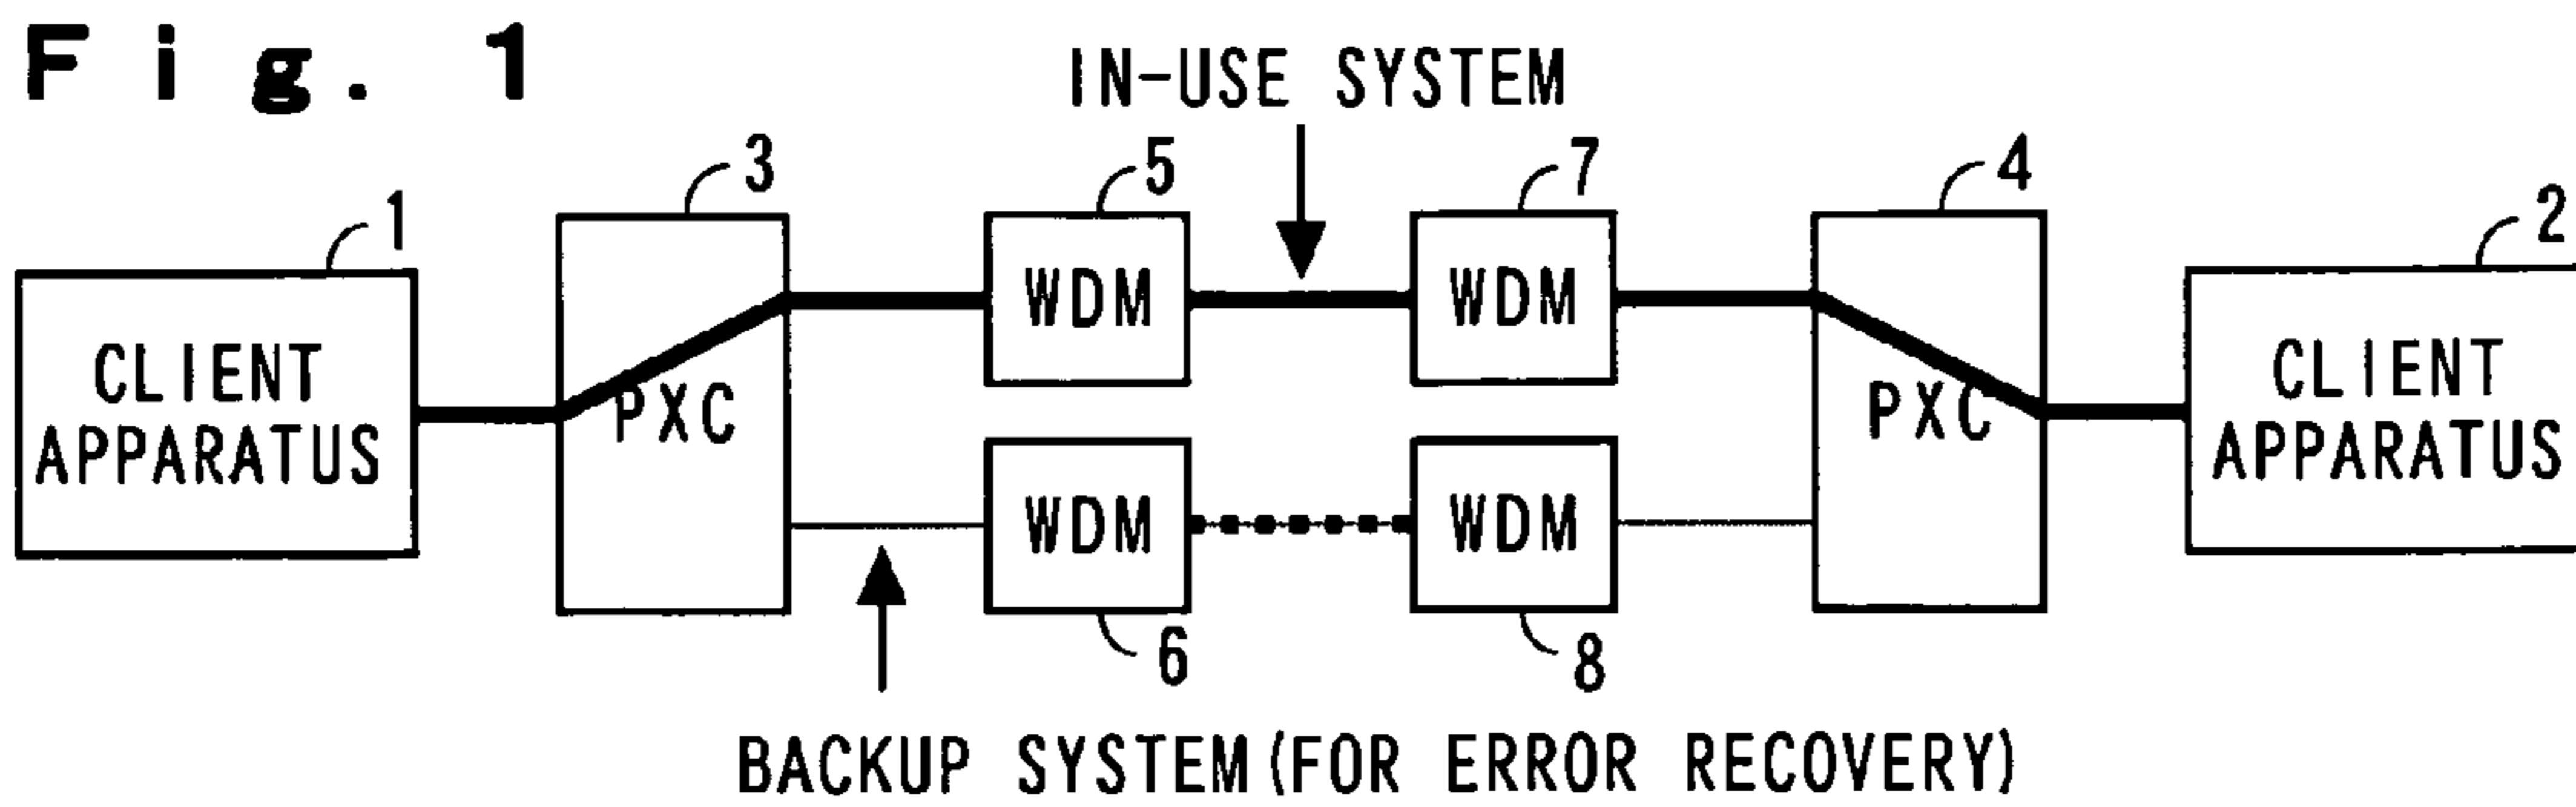 Fig. 1
IN-USE SYSTEM
1
3
5
7
4
2
CLIENT
APPARATUS
PXC
WDM
WDM
PXC
CLIENT
APPARATUS
WDM
WDM
6
8
BACKUP SYSTEM(FOR ERROR RECOVERY)